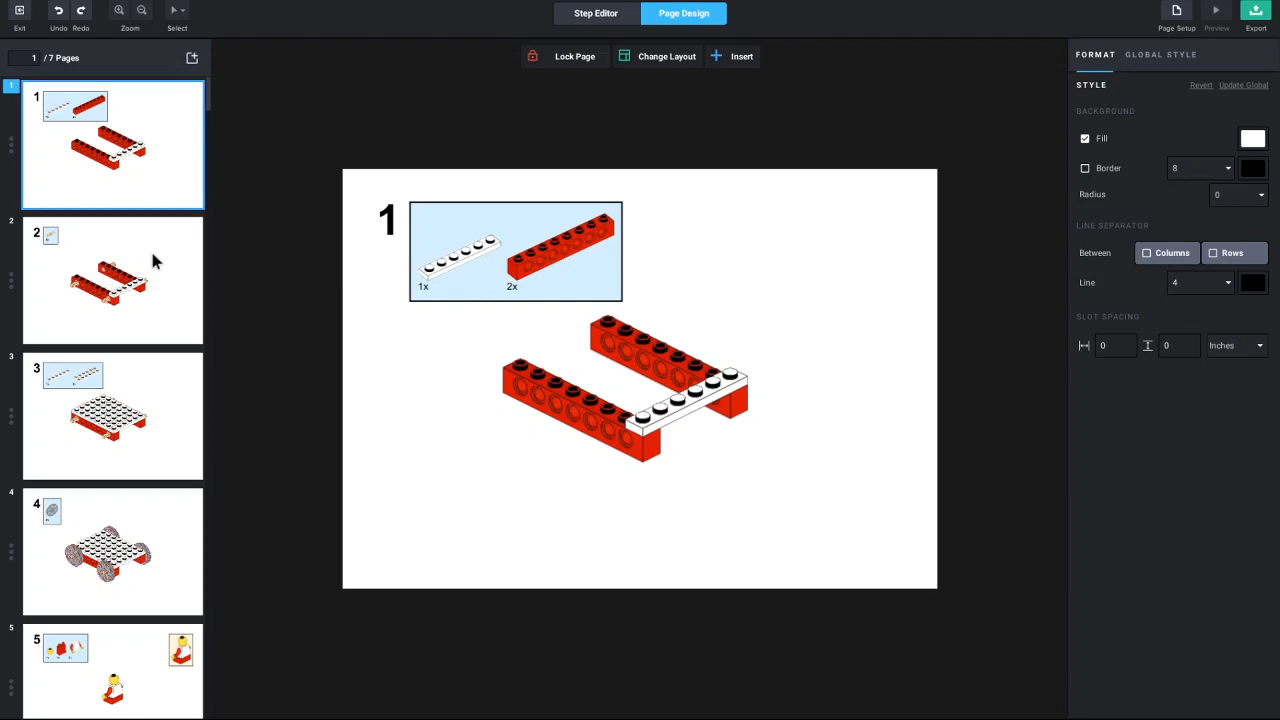 Exit
Undo
Redo
Zoom
Select
Step Editor
Page Design
Page Setup
Preview
Export
1 / 7 Pages
Lock Page
Change Layout
Insert
FORMAT
GLOBAL STYLE
STYLE
Revert
Update Global
BACKGROUND
Fill
Border
8
Radius
0
LINE SEPARATOR
Between
Columns
Rows
Line
4
SLOT SPACING
0
0
Inches
1
1
2
2
3
3
4
4
5
5
1
1x
2x